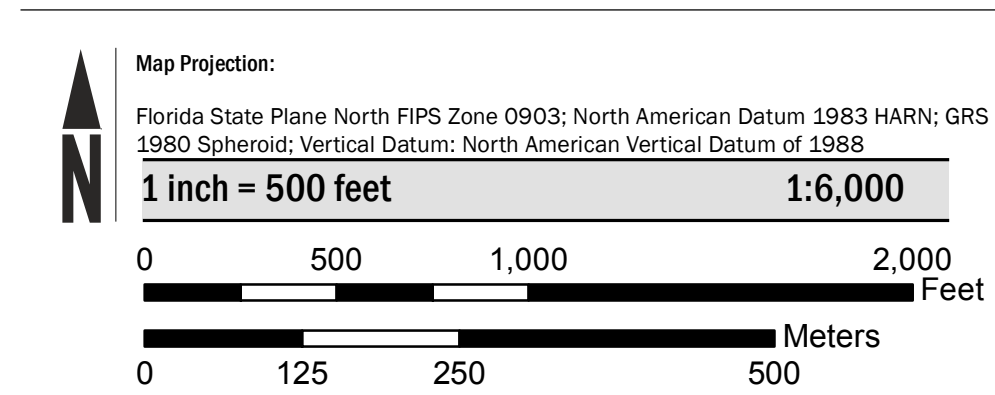 Map Projection:
Florida State Plane North FIPS Zone 0903; North American Datum 1983 HARN; GRS
1980 Spheroid; Vertical Datum: North American Vertical Datum of 1988
N
1 inch = 500 feet 1:6,000
0 500 1,000 2,000
Feet
Meters
0 125 250 500